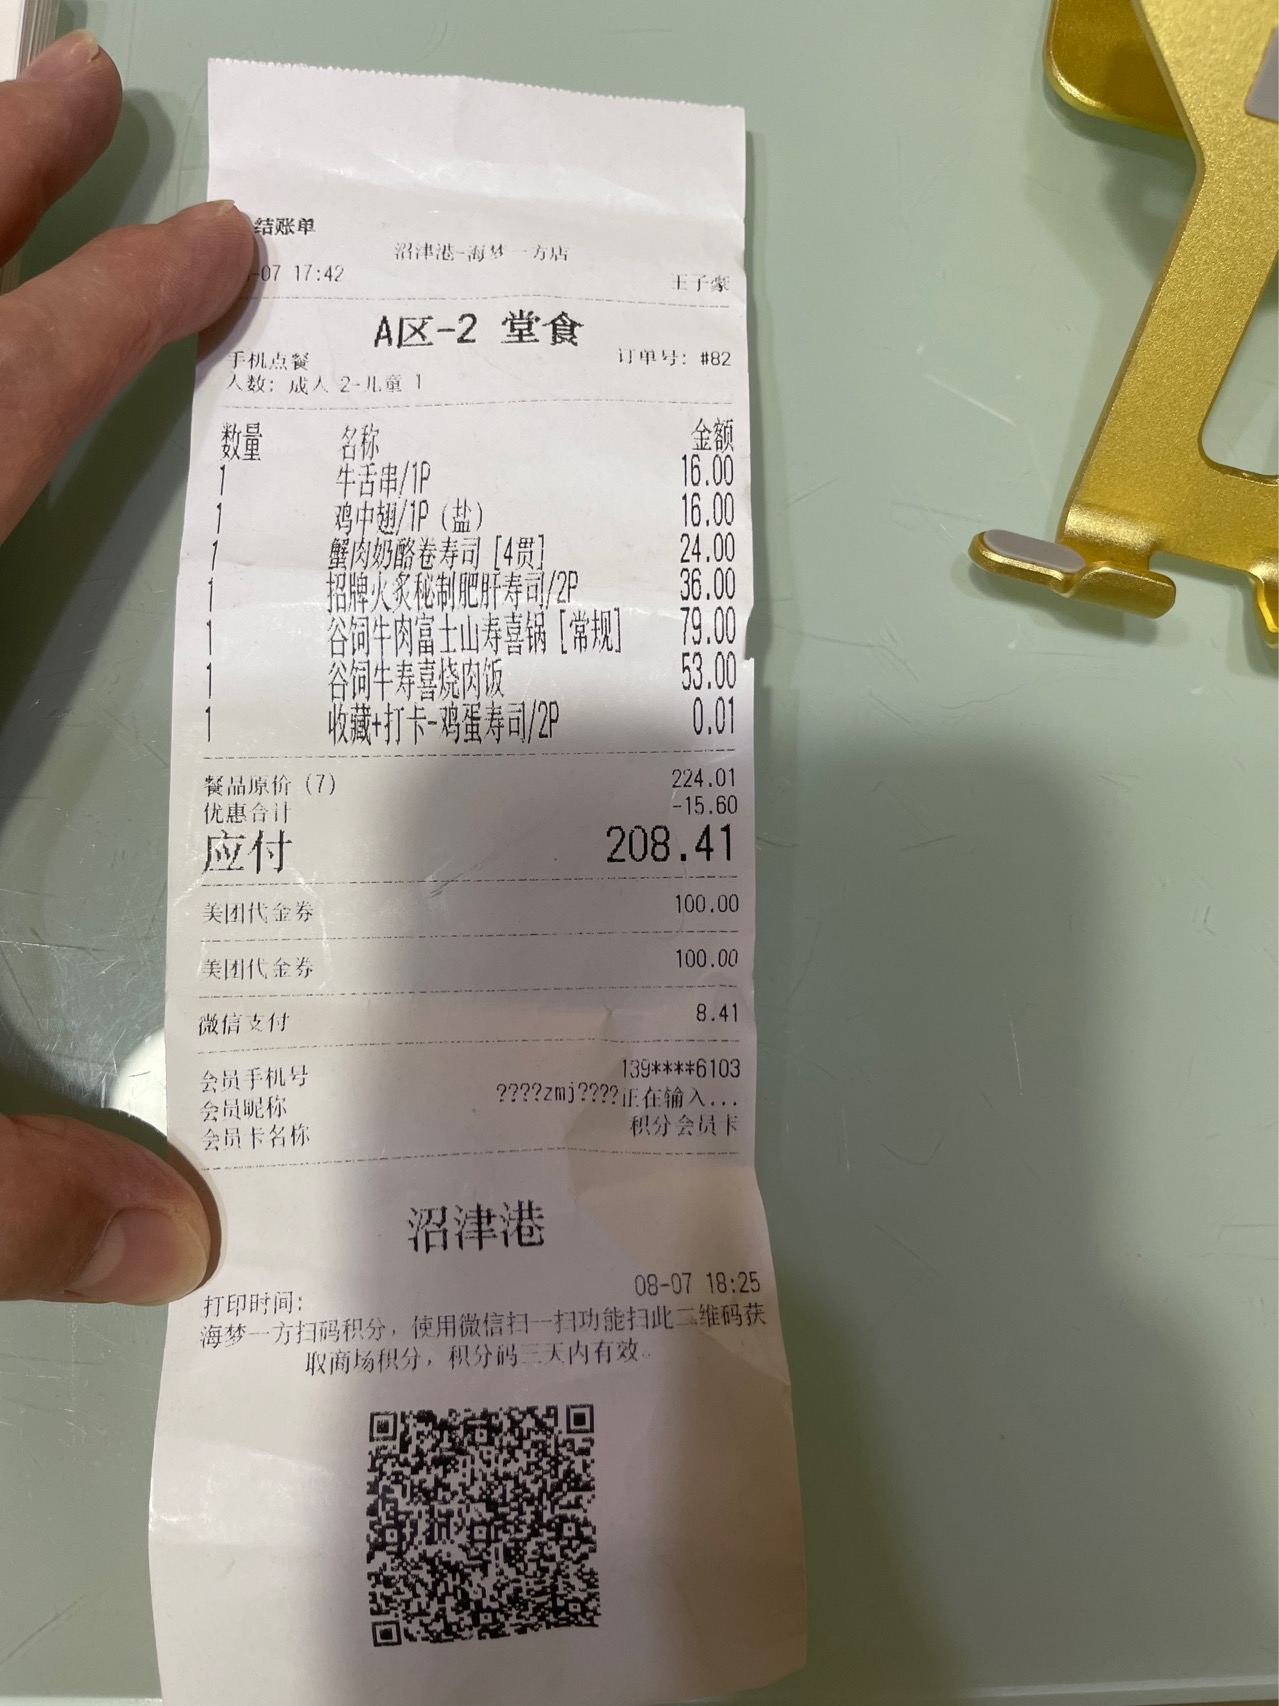 结账单
沼津港-海梦一方店
-07 17:42 王子豪
A区-2 堂食
手机点餐 订单号: #82
人数: 成人 2-儿童 1
数量 名称 金额
1 牛舌串/1P 16.00
1 鸡中翅/1P (盐) 16.00
1 蟹肉奶酪卷寿司 [4贯] 24.00
1 招牌火炙秘制肥肝寿司/2P 36.00
1 谷饲牛肉富士山寿喜锅 [常规] 79.00
1 谷饲牛寿喜烧肉饭 53.00
1 收藏+打卡-鸡蛋寿司/2P 0.01
餐品原价 (7) 224.01
优惠合计 -15.60
应付 208.41
美团代金券 100.00
美团代金券 100.00
微信支付 8.41
会员手机号 139****6103
会员昵称 ????zmj????正在输入...
会员卡名称 积分会员卡
沼津港
打印时间: 08-07 18:25
海梦一方扫码积分，使用微信扫一扫功能扫此二维码获
取商场积分，积分码三天内有效。